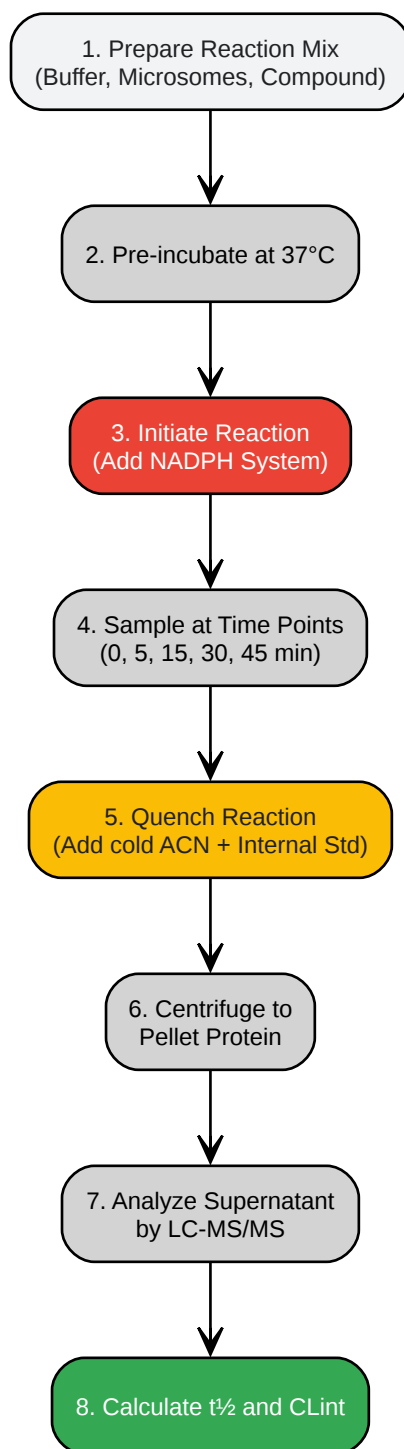 1. Prepare Reaction Mix
(Buffer, Microsomes, Compound)
2. Pre-incubate at 37°C
3. Initiate Reaction
(Add NADPH System)
4. Sample at Time Points
(0, 5, 15, 30, 45 min)
5. Quench Reaction
(Add cold ACN + Internal Std)
6. Centrifuge to
Pellet Protein
7. Analyze Supernatant
by LC-MS/MS
8. Calculate t½ and CLint